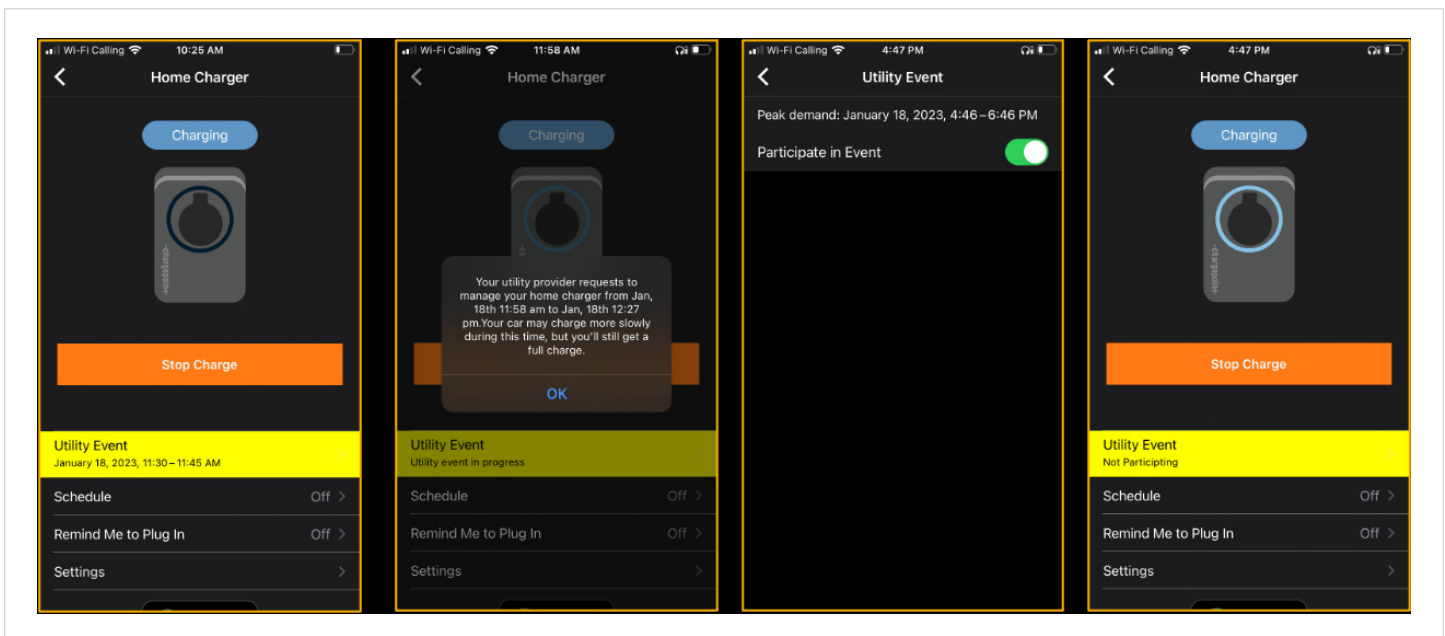 Wi-Fi Calling 10:25 AM
Home Charger
Charging
-chargepoin+
Stop Charge
Utility Event
January 18, 2023, 11:30–11:45 AM
Schedule Off
Remind Me to Plug In Off
Settings
Wi-Fi Calling 11:58 AM
Home Charger
Charging
Your utility provider requests to
manage your home charger from Jan,
18th 11:58 am to Jan, 18th 12:27
pm.Your car may charge more slowly
during this time, but you'll still get a
full charge.
OK
Utility Event
Utility event in progress
Schedule Off
Remind Me to Plug In Off
Settings
Wi-Fi Calling 4:47 PM
Utility Event
Peak demand: January 18, 2023, 4:46–6:46 PM
Participate in Event
Wi-Fi Calling 4:47 PM
Home Charger
Charging
-chargepoin+
Stop Charge
Utility Event
Not Participting
Schedule Off
Remind Me to Plug In Off
Settings